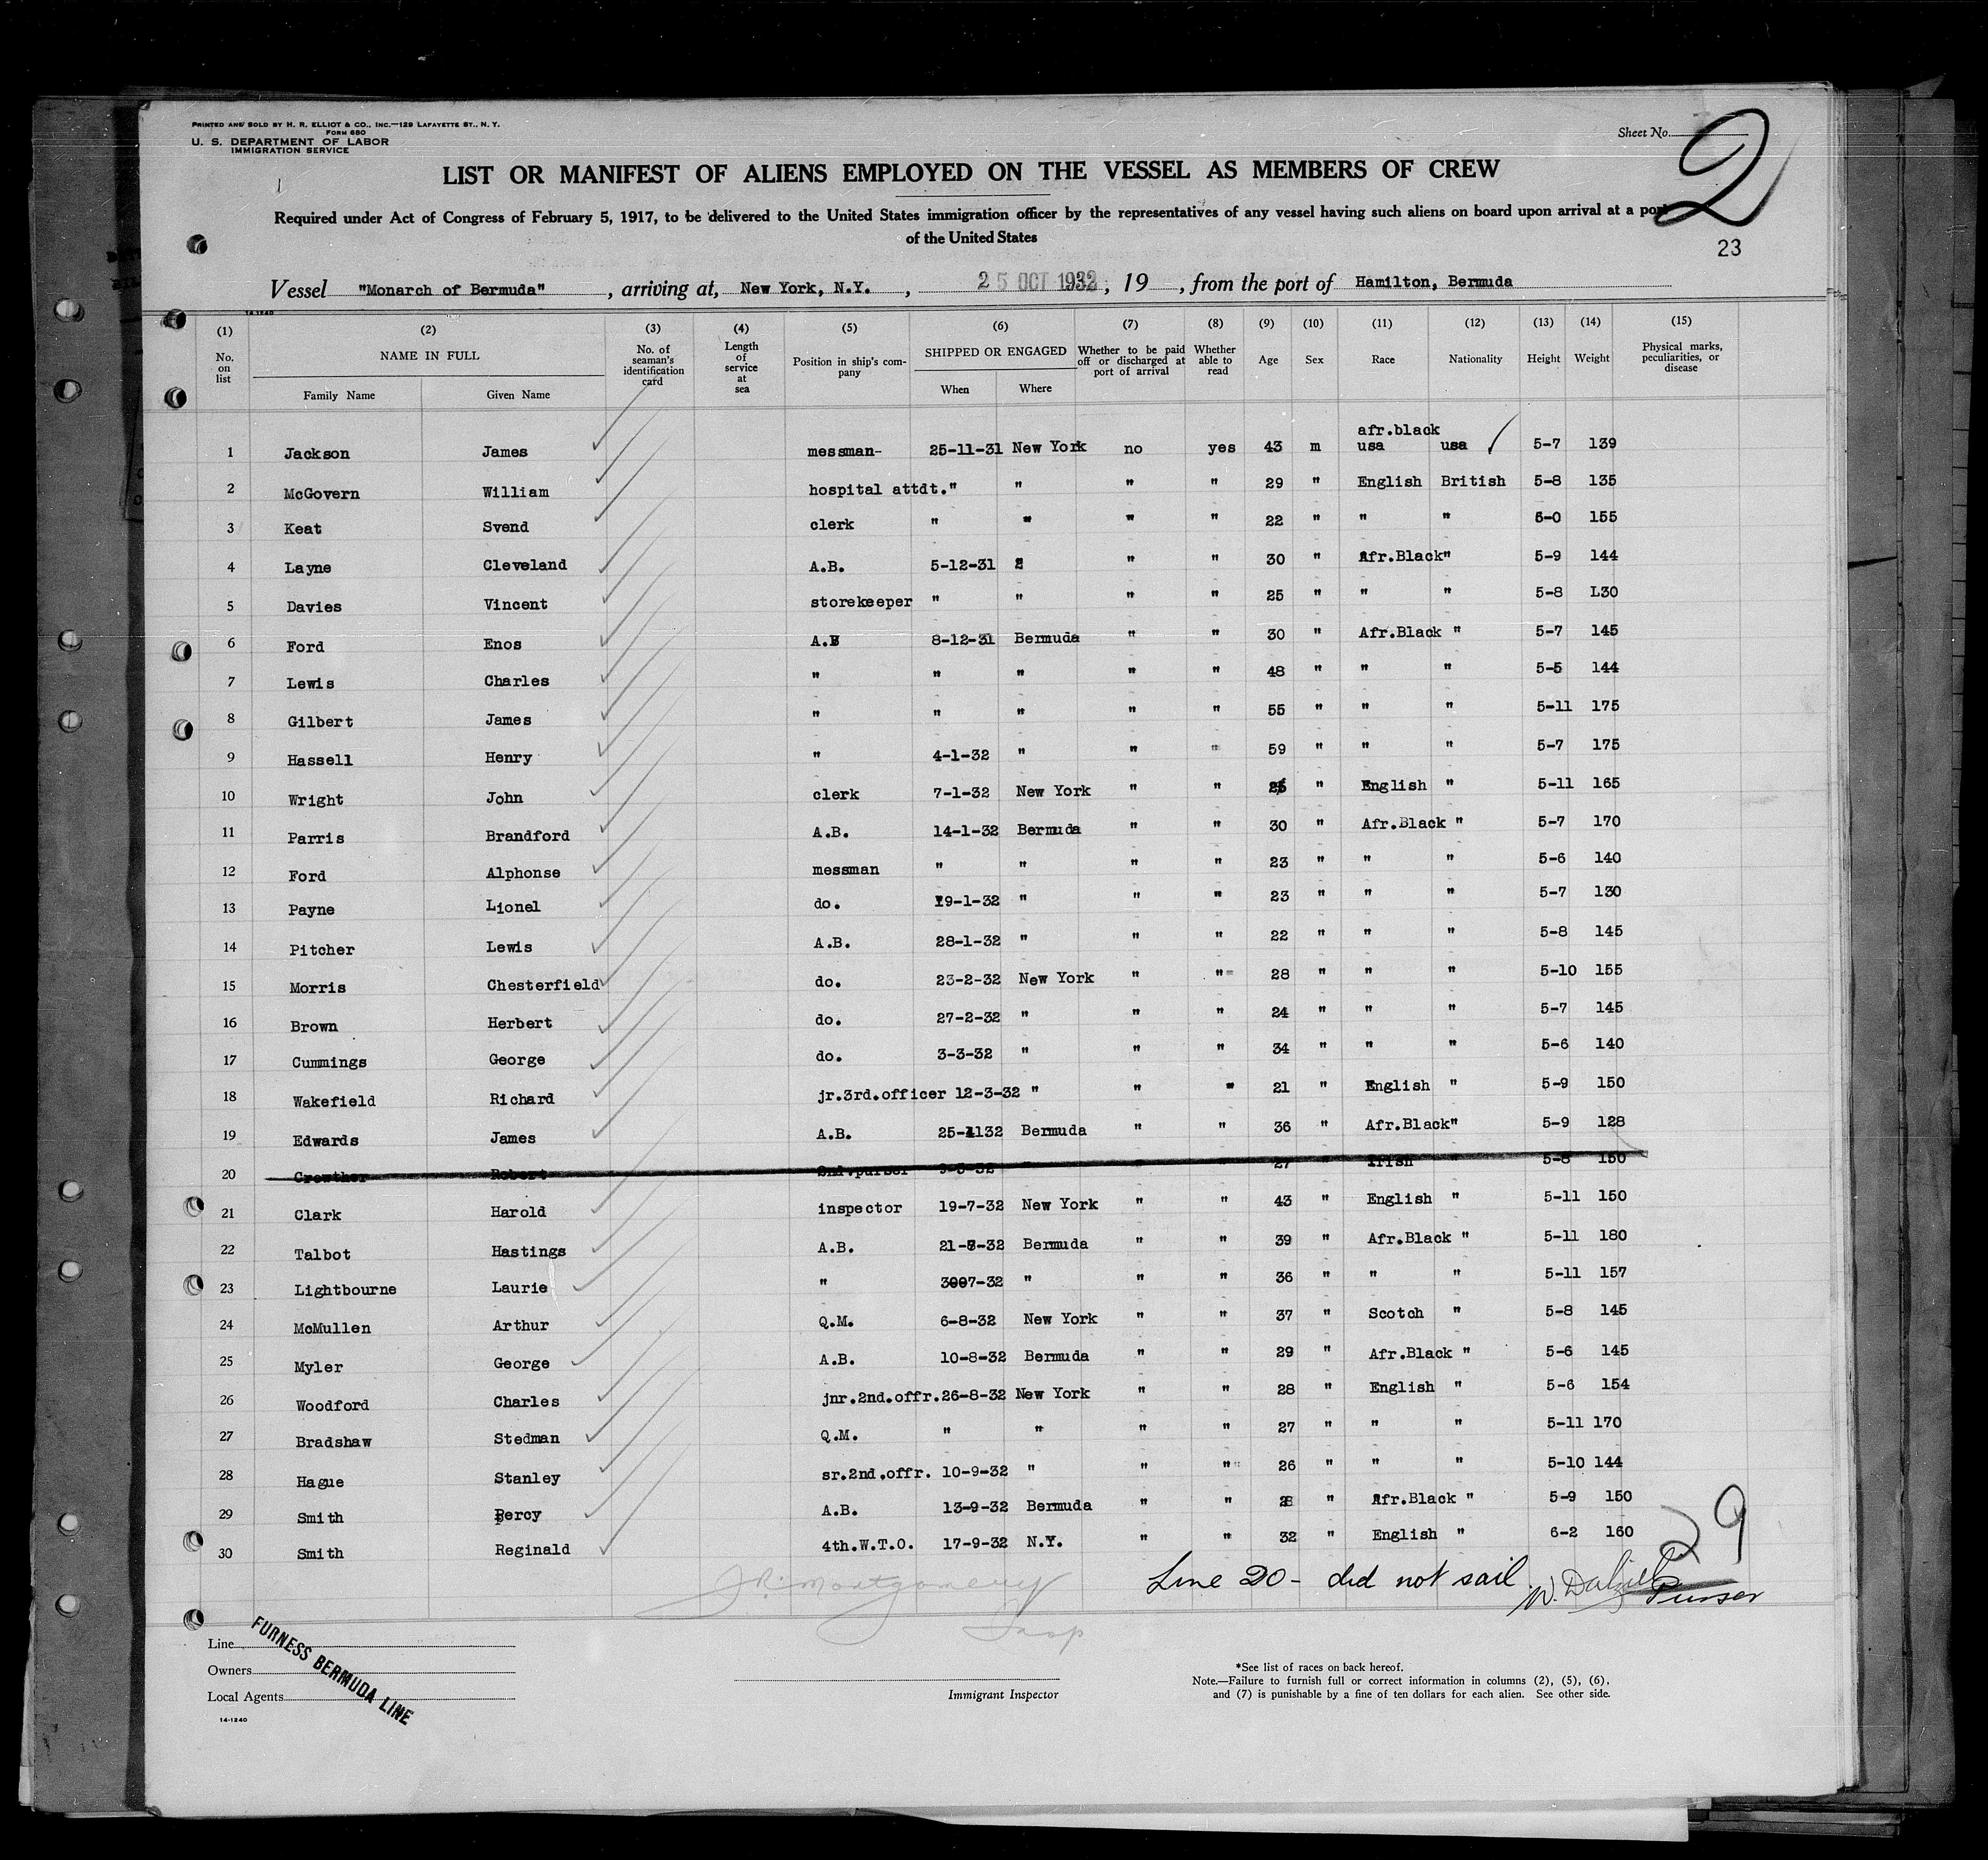 PRINTED AND SOLD BY H. R. ELLIOT & CO., INC.—129 LAFAYETTE ST., N. Y.
FORM 680
U. S. DEPARTMENT OF LABOR
IMMIGRATION SERVICE
Sheet No. 2
LIST OR MANIFEST OF ALIENS EMPLOYED ON THE VESSEL AS MEMBERS OF CREW
Required under Act of Congress of February 5, 1917, to be delivered to the United States immigration officer by the representatives of any vessel having such aliens on board upon arrival at a port
of the United States
23
Vessel "Monarch of Bermuda", arriving at, New York, N.Y., 25 OCT 1932, 19, from the port of Hamilton, Bermuda
14-1240
(1) (2) (3) (4) (5) (6) (7) (8) (9) (10) (11) (12) (13) (14) (15)
No. on list NAME IN FULL Family Name Given Name No. of seaman's identification card Length of service at sea Position in ship's company SHIPPED OR ENGAGED When Where Whether to be paid off or discharged at port of arrival Whether able to read Age Sex Race Nationality Height Weight Physical marks, peculiarities, or disease
afr.black
1 Jackson James messman- 25-11-31 New York no yes 43 m usa usa 5-7 139
2 McGovern William hospital attdt. " " " " 29 " English British 5-8 135
3 Keat Svend clerk " " " " 22 " " " 6-0 155
4 Layne Cleveland A.B. 5-12-31 " " 30 " Afr.Black " 5-9 144
5 Davies Vincent storekeeper " " " " 25 " " " 5-8 L30
6 Ford Enos A.B 8-12-31 Bermuda " " 30 " Afr.Black " 5-7 145
7 Lewis Charles " " " " " 48 " " " 5-5 144
8 Gilbert James " " " " " 55 " " " 5-11 175
9 Hassell Henry " 4-1-32 " " " 59 " " " 5-7 175
10 Wright John clerk 7-1-32 New York " " " English " 5-11 165
11 Parris Brandford A.B. 14-1-32 Bermuda " " 30 " Afr.Black " 5-7 170
12 Ford Alphonse messman " " " " 23 " " " 5-6 140
13 Payne Lionel do. 19-1-32 " " " 23 " " " 5-7 130
14 Pitcher Lewis A.B. 28-1-32 " " " 22 " " " 5-8 145
15 Morris Chesterfield do. 23-2-32 New York " " 28 " " " 5-10 155
16 Brown Herbert do. 27-2-32 " " " 24 " " " 5-7 145
17 Cummings George do. 3-3-32 " " " 34 " " " 5-6 140
18 Wakefield Richard jr.3rd.officer 12-3-32 " " " 21 " English " 5-9 150
19 Edwards James A.B. Bermuda " " 36 " Afr.Black " 5-9 128
20 Crowther Robert 2nd.purser " " 27 " Irish " 5-8 150
21 Clark Harold inspector 19-7-32 New York " " 43 " English " 5-11 150
22 Talbot Hastings A.B. Bermuda " " 39 " Afr.Black " 5-11 180
23 Lightbourne Laurie " " " " 36 " " " 5-11 157
24 McMullen Arthur Q.M. 6-8-32 New York " " 37 " Scotch " 5-8 145
25 Myler George A.B. 10-8-32 Bermuda " " 29 " Afr.Black " 5-6 145
26 Woodford Charles jnr.2nd.offr. 26-8-32 New York " " 28 " English " 5-6 154
27 Bradshaw Stedman Q.M. " " " " 27 " " " 5-11 170
28 Hague Stanley sr.2nd.offr. 10-9-32 " " " 26 " " " 5-10 144
29 Smith Percy A.B. 13-9-32 Bermuda " " 28 " Afr.Black " 5-9 150
30 Smith Reginald 4th.W.T.O. 17-9-32 N.Y. " " 32 " English " 6-2 160
29
J.R. Montgomery
Insp
Line 20 - did not sail. W. Dalziell
Purser
Line
Owners
Local Agents
FURNESS BERMUDA LINE
14-1240
Immigrant Inspector
*See list of races on back hereof.
Note.—Failure to furnish full or correct information in columns (2), (5), (6),
and (7) is punishable by a fine of ten dollars for each alien. See other side.